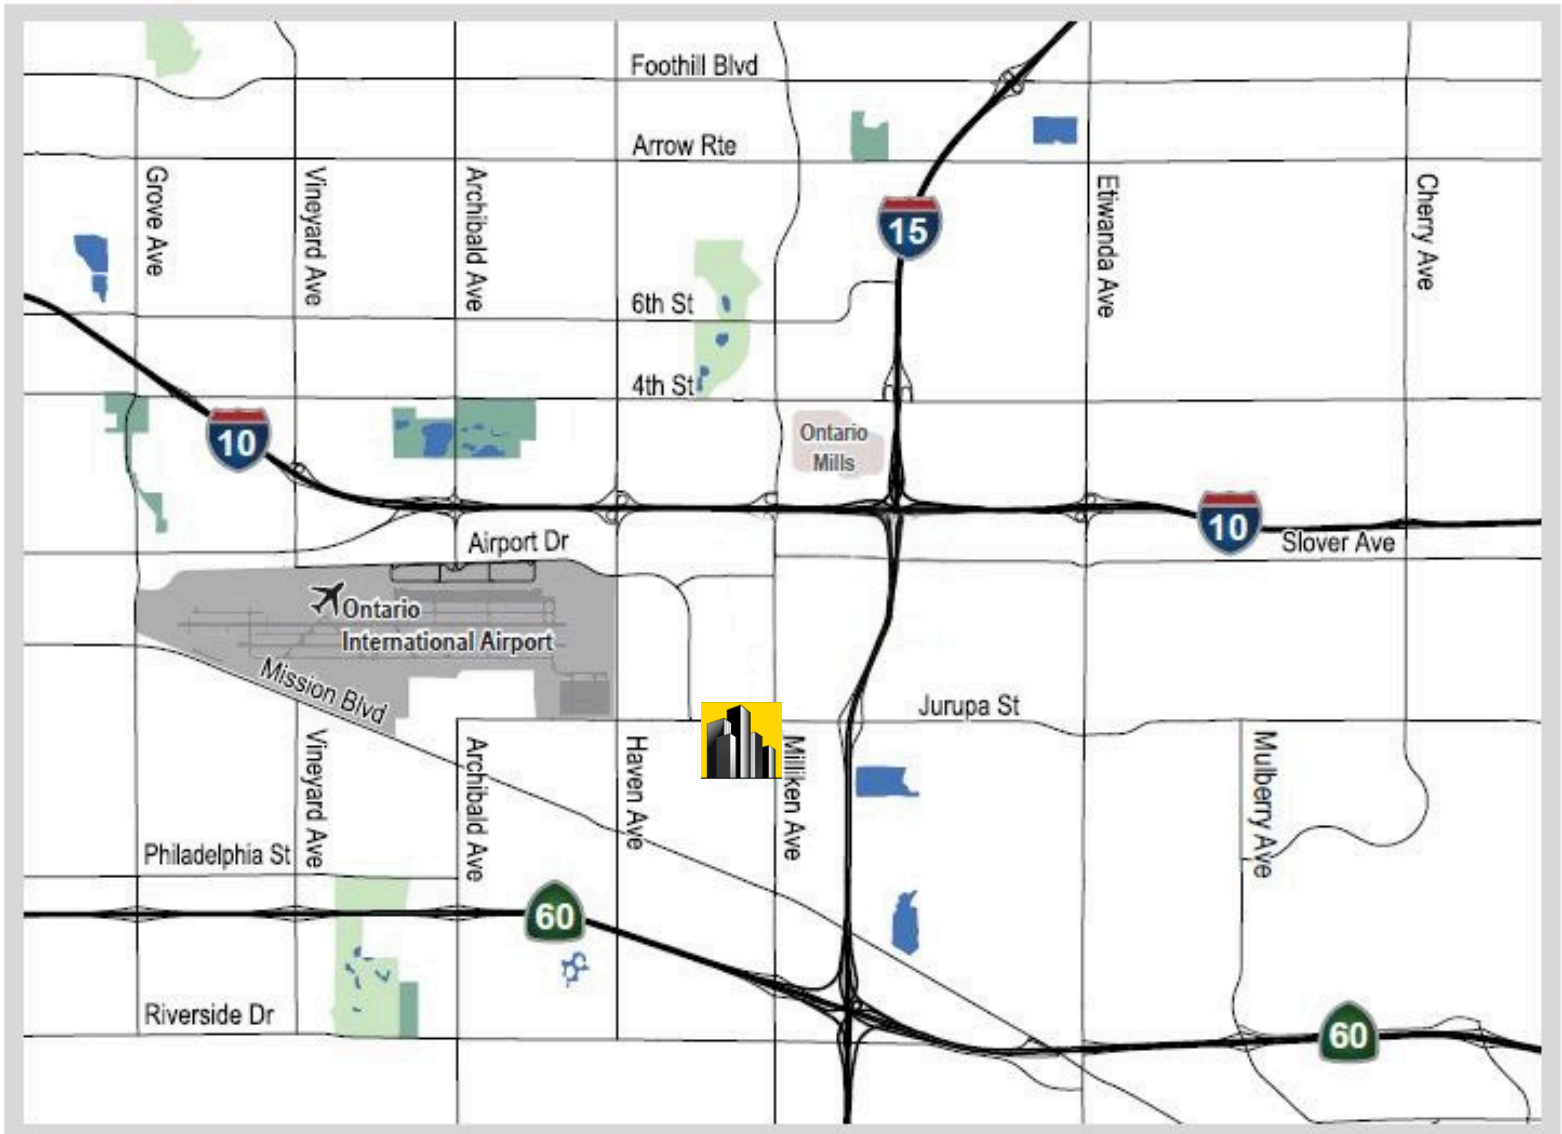 Foothill Blvd
Arrow Rte
Grove Ave
Vineyard Ave
Archibald Ave
15
Etiwanda Ave
Cherry Ave
6th St
4th St
10
Ontario
Mills
10
Airport Dr
Slover Ave
Ontario
International Airport
Mission Blvd
Jurupa St
Vineyard Ave
Archibald Ave
Haven Ave
Milliken Ave
Mulberry Ave
Philadelphia St
60
Riverside Dr
60